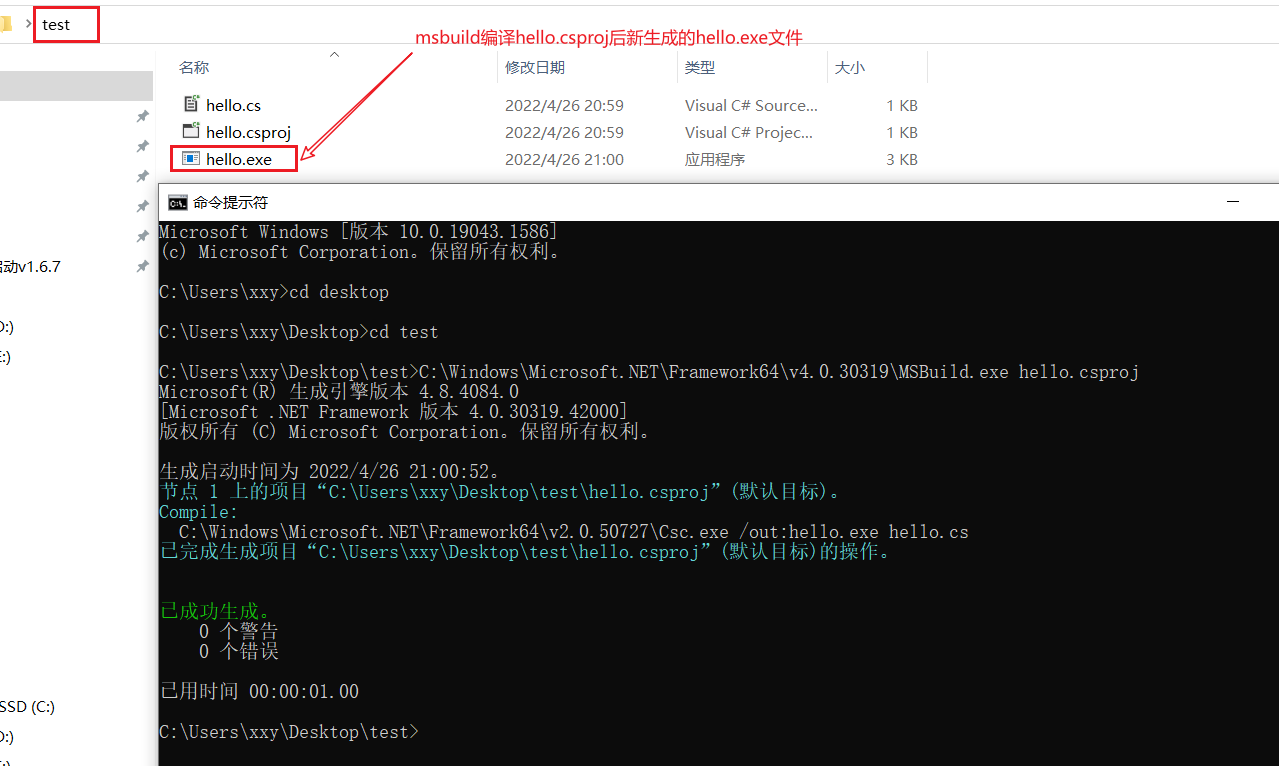 test
msbuild编译hello.csproj后新生成的hello.exe文件
名称 修改日期 类型 大小
hello.cs 2022/4/26 20:59 Visual C# Source... 1 KB
hello.csproj 2022/4/26 20:59 Visual C# Projec... 1 KB
hello.exe 2022/4/26 21:00 应用程序 3 KB
命令提示符
Microsoft Windows [版本 10.0.19043.1586]
(c) Microsoft Corporation。保留所有权利。
C:\Users\xxy>cd desktop
C:\Users\xxy\Desktop>cd test
C:\Users\xxy\Desktop\test>C:\Windows\Microsoft.NET\Framework64\v4.0.30319\MSBuild.exe hello.csproj
Microsoft(R) 生成引擎版本 4.8.4084.0
[Microsoft .NET Framework 版本 4.0.30319.42000]
版权所有 (C) Microsoft Corporation。保留所有权利。
生成启动时间为 2022/4/26 21:00:52。
节点 1 上的项目“C:\Users\xxy\Desktop\test\hello.csproj”(默认目标)。
Compile:
C:\Windows\Microsoft.NET\Framework64\v2.0.50727\Csc.exe /out:hello.exe hello.cs
已完成生成项目“C:\Users\xxy\Desktop\test\hello.csproj”(默认目标)的操作。
已成功生成。
0 个警告
0 个错误
已用时间 00:00:01.00
C:\Users\xxy\Desktop\test>
动v1.6.7
:)
:)
SSD (C:)
:)